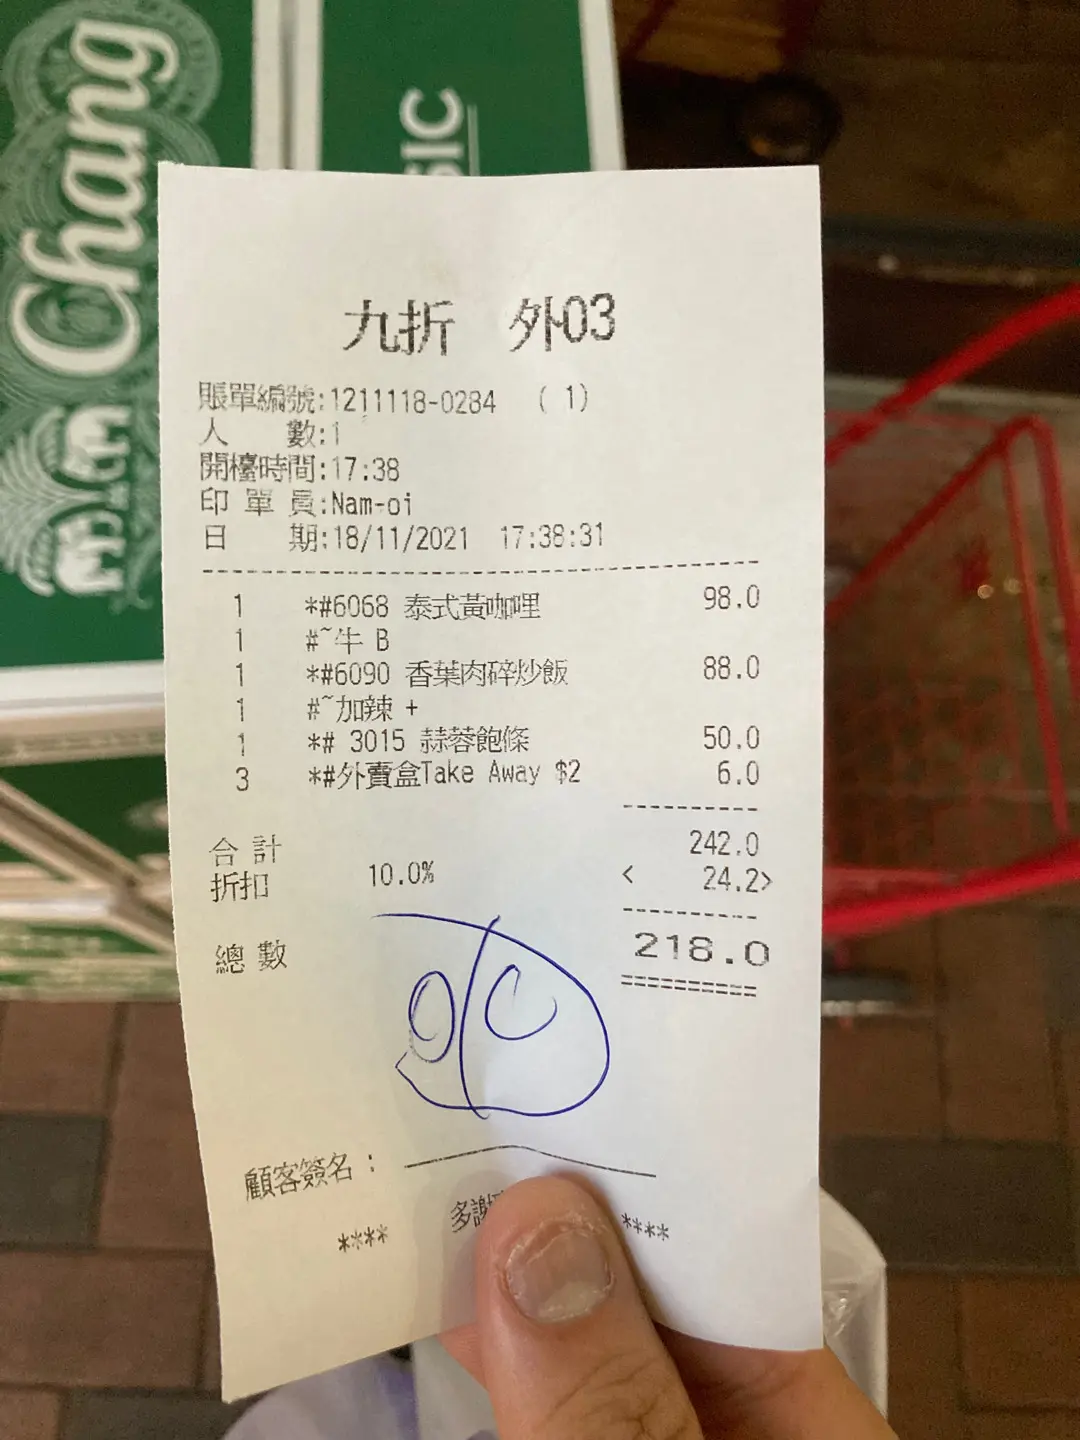 Chang
SIC
九折 外03
賬單編號:1211118-0284 (1)
人 數:1
開檯時間:17:38
印單員:Nam-oi
日 期:18/11/2021 17:38:31
1 *#6068 泰式黃咖哩 98.0
1 #~牛 B
1 *#6090 香葉肉碎炒飯 88.0
1 #~加辣 +
1 *# 3015 蒜蓉飽條 50.0
3 *#外賣盒Take Away $2 6.0
合計 242.0
折扣 10.0% < 24.2>
總數 218.0
顧客簽名：
**** 多謝 ****